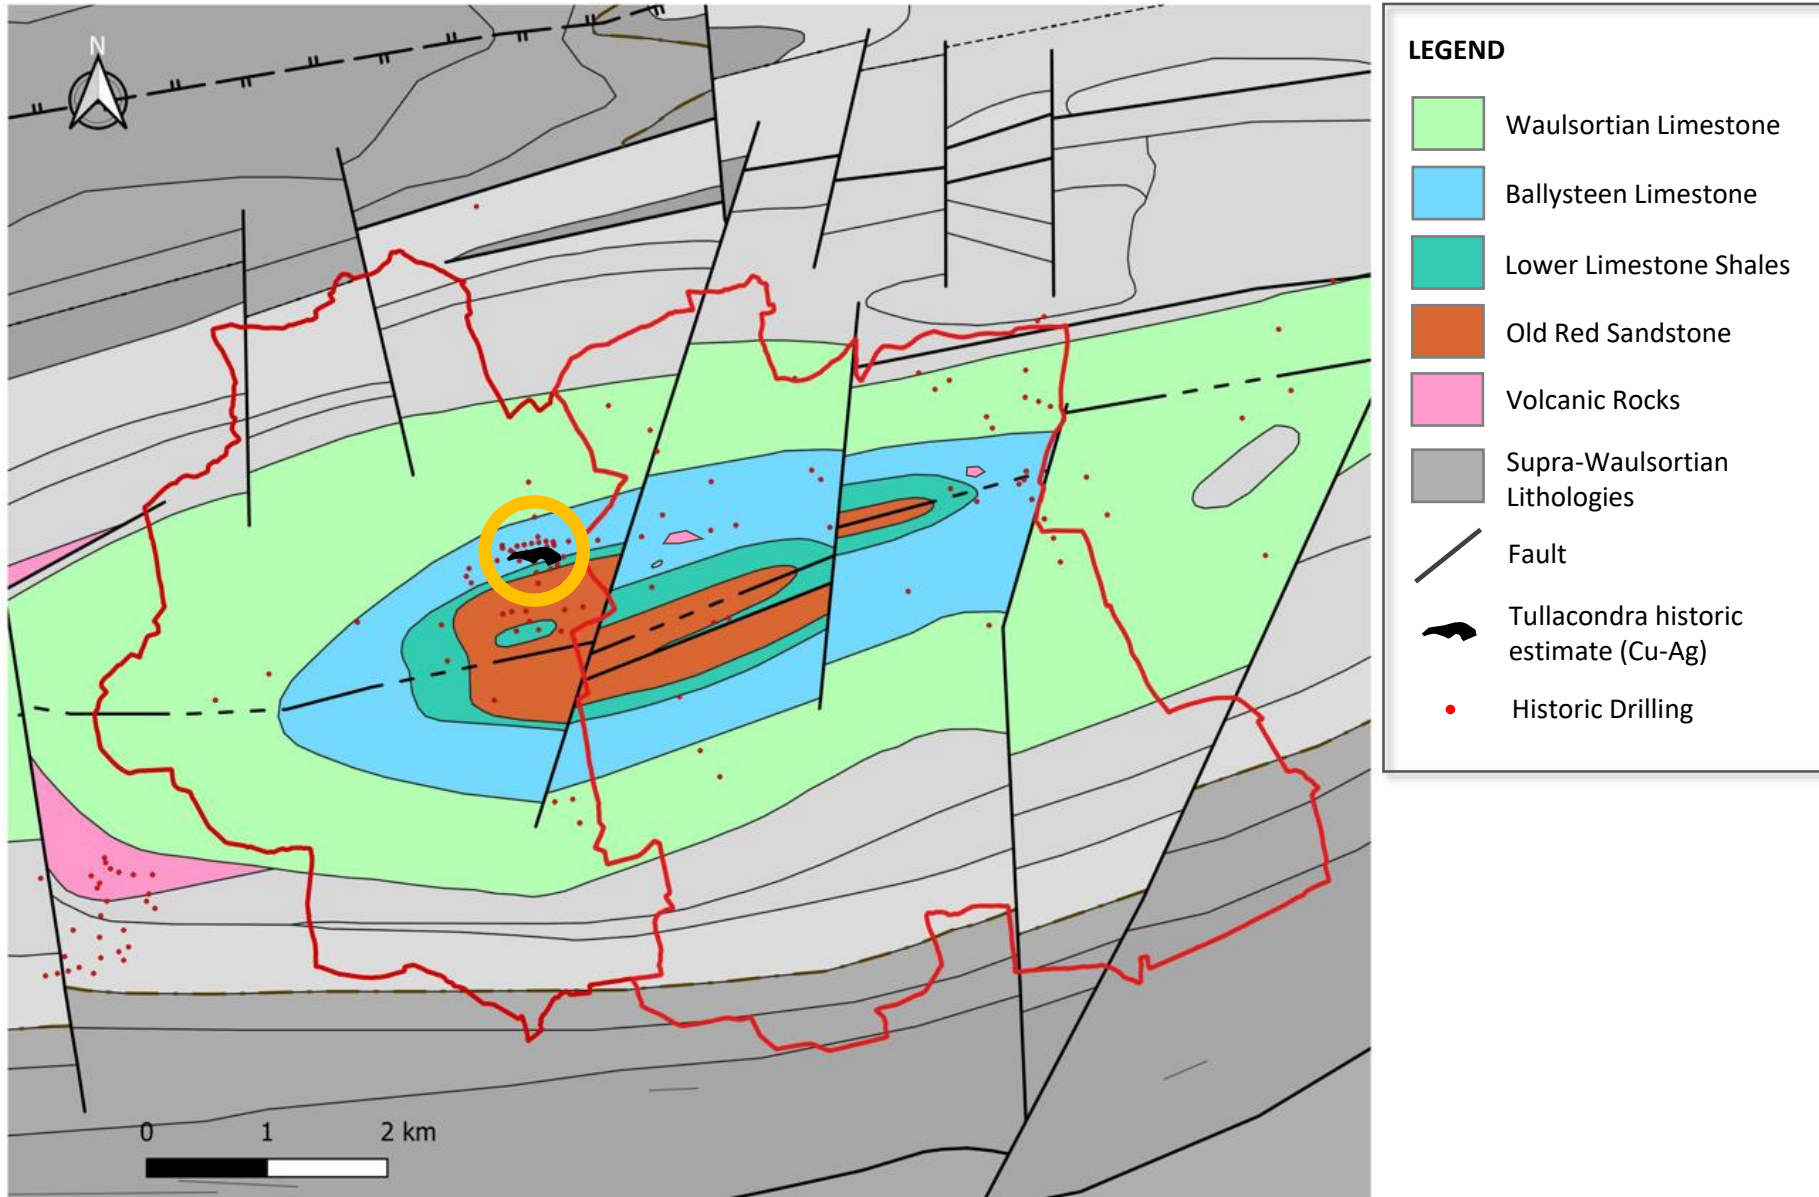 N
0 1 2 km
LEGEND
Waulsortian Limestone
Ballysteen Limestone
Lower Limestone Shales
Old Red Sandstone
Volcanic Rocks
Supra-Waulsortian
Lithologies
Fault
Tullacondra historic
estimate (Cu-Ag)
Historic Drilling